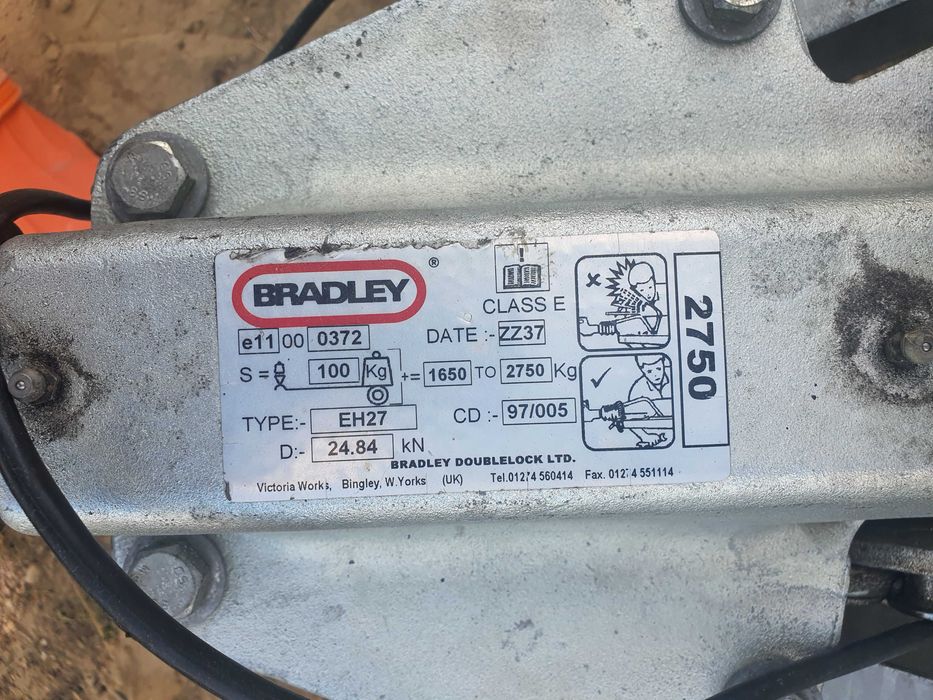 BRADLEY ®
CLASS E
e11 00 0372 DATE :- ZZ37
S = 100 Kg += 1650 TO 2750 Kg
TYPE:- EH27 CD :- 97/005
D:- 24.84 kN
BRADLEY DOUBLELOCK LTD.
Victoria Works, Bingley, W.Yorks (UK) Tel.01274 560414 Fax. 01274 551114
2750